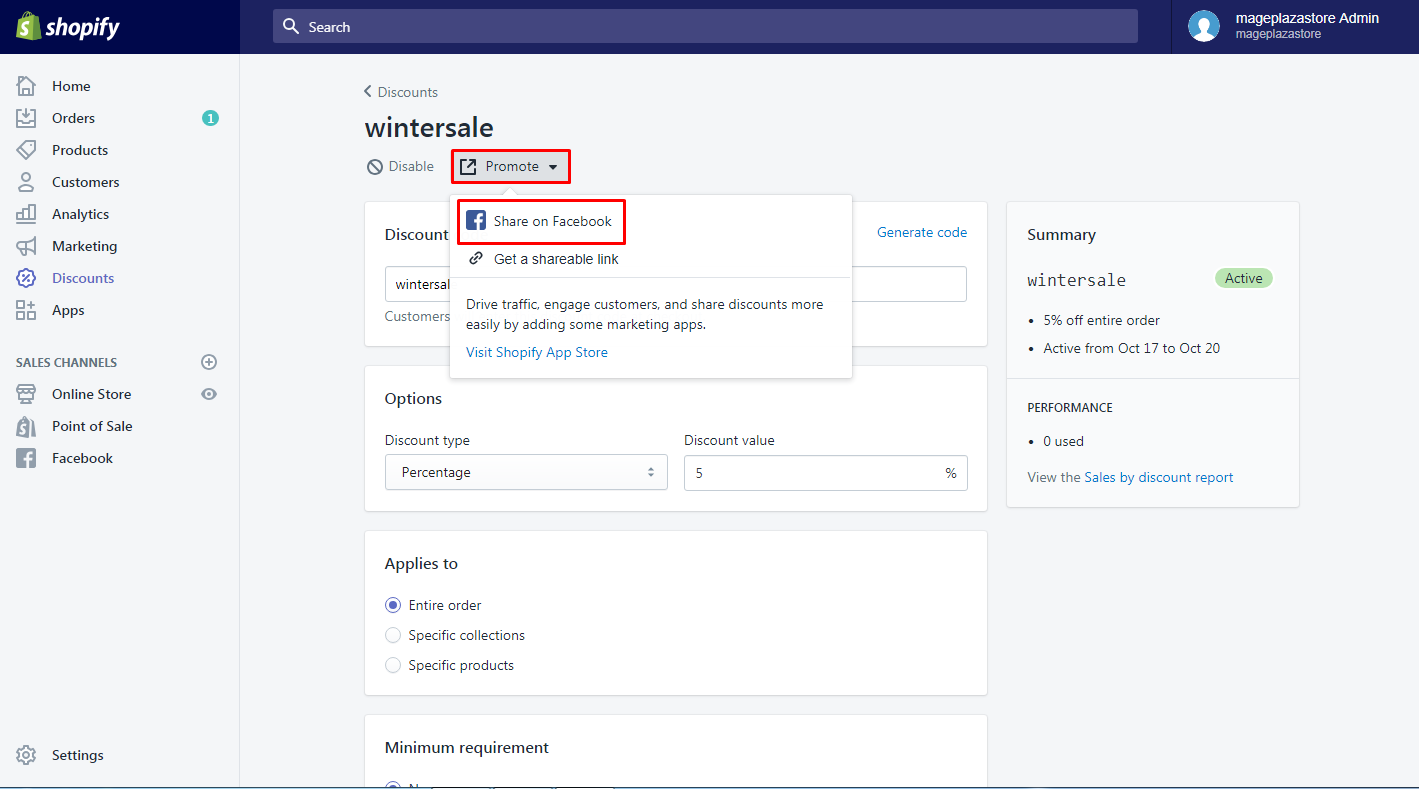 shopify
Search
mageplazastore Admin
mageplazastore
Home
Orders
1
Products
Customers
Analytics
Marketing
Discounts
Apps
SALES CHANNELS
Online Store
Point of Sale
Facebook
Settings
Discounts
wintersale
Disable
Promote
Share on Facebook
Get a shareable link
Drive traffic, engage customers, and share discounts more
easily by adding some marketing apps.
Visit Shopify App Store
Discount
Generate code
Customers
Options
Discount type
Discount value
Percentage
5
%
Applies to
Entire order
Specific collections
Specific products
Minimum requirement
Summary
wintersale
Active
5% off entire order
Active from Oct 17 to Oct 20
PERFORMANCE
0 used
View the Sales by discount report